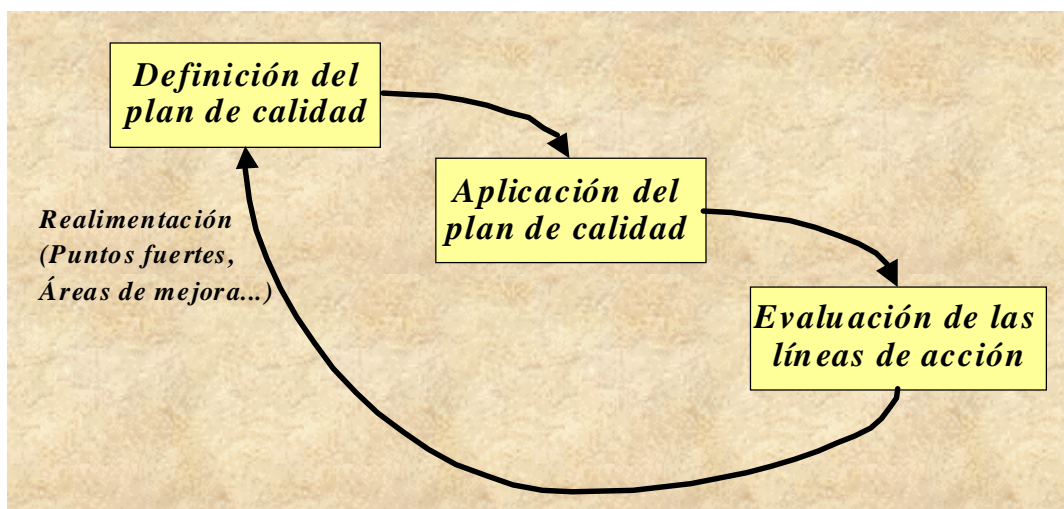 Definición del
plan de calidad
Aplicación del
plan de calidad
Realimentación
(Puntos fuertes,
Áreas de mejora...)
Evaluación de las
líneas de acción